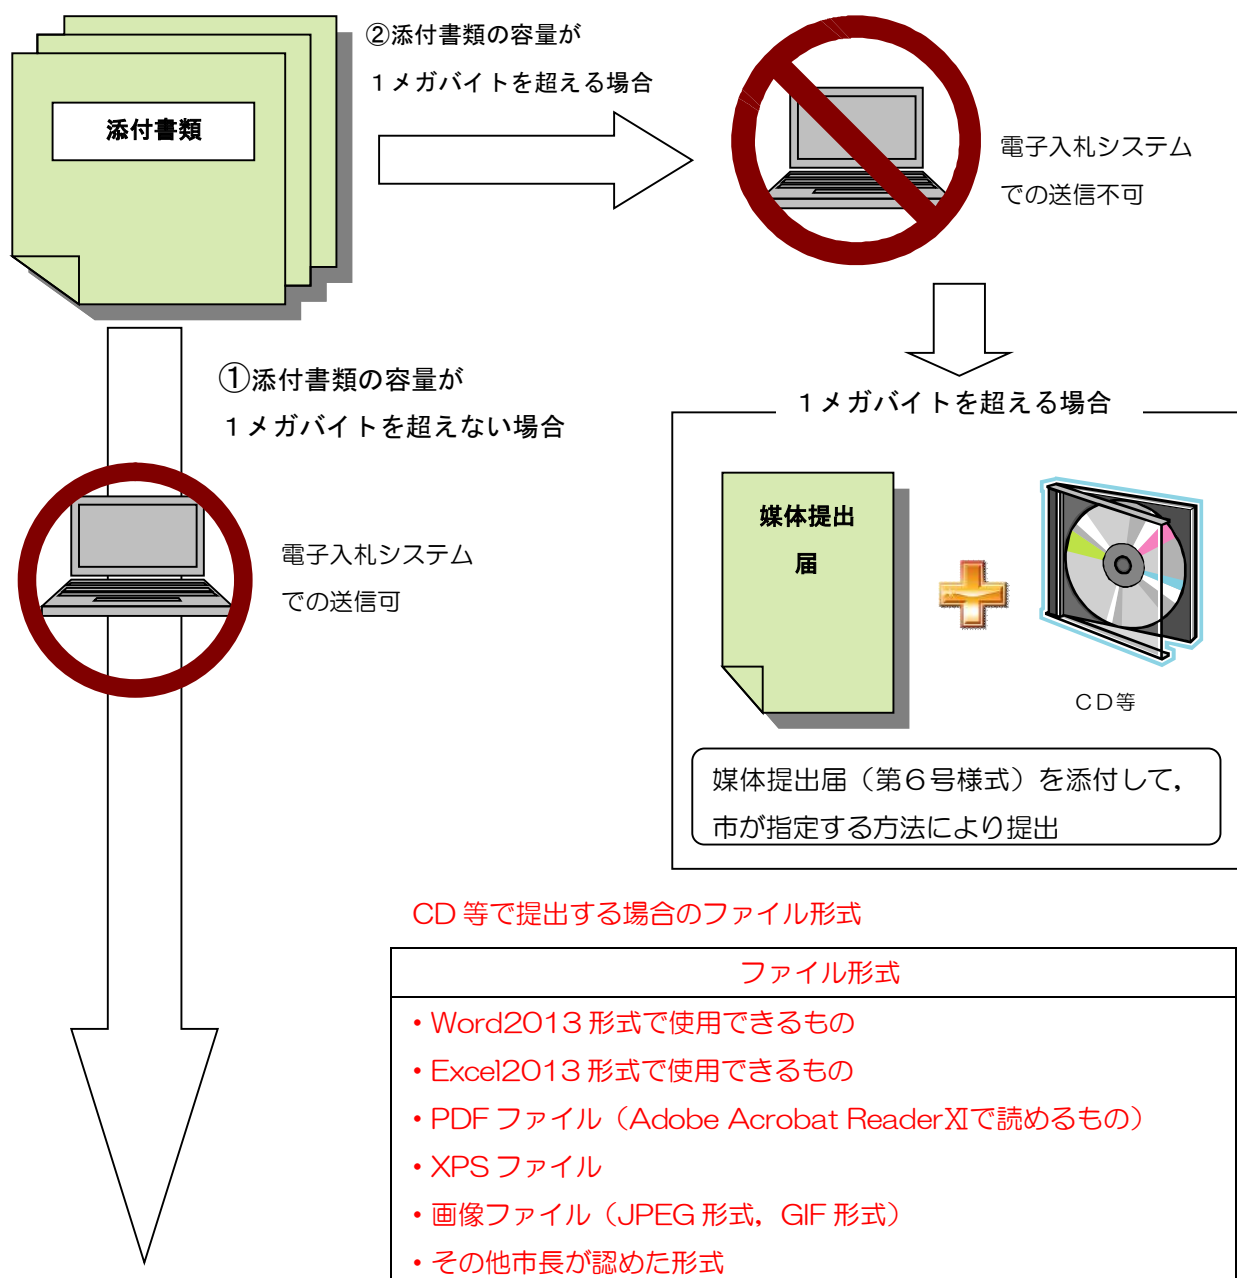 添付書類
②添付書類の容量が
１メガバイトを超える場合
電子入札システム
での送信不可
①添付書類の容量が
１メガバイトを超えない場合
電子入札システム
での送信可
１メガバイトを超える場合
媒体提出
届
ＣＤ等
媒体提出届（第６号様式）を添付して，
市が指定する方法により提出
CD 等で提出する場合のファイル形式
ファイル形式
・Word2013 形式で使用できるもの
・Excel2013 形式で使用できるもの
・PDF ファイル（Adobe Acrobat ReaderⅪで読めるもの）
・XPS ファイル
・画像ファイル（JPEG 形式，GIF 形式）
・その他市長が認めた形式